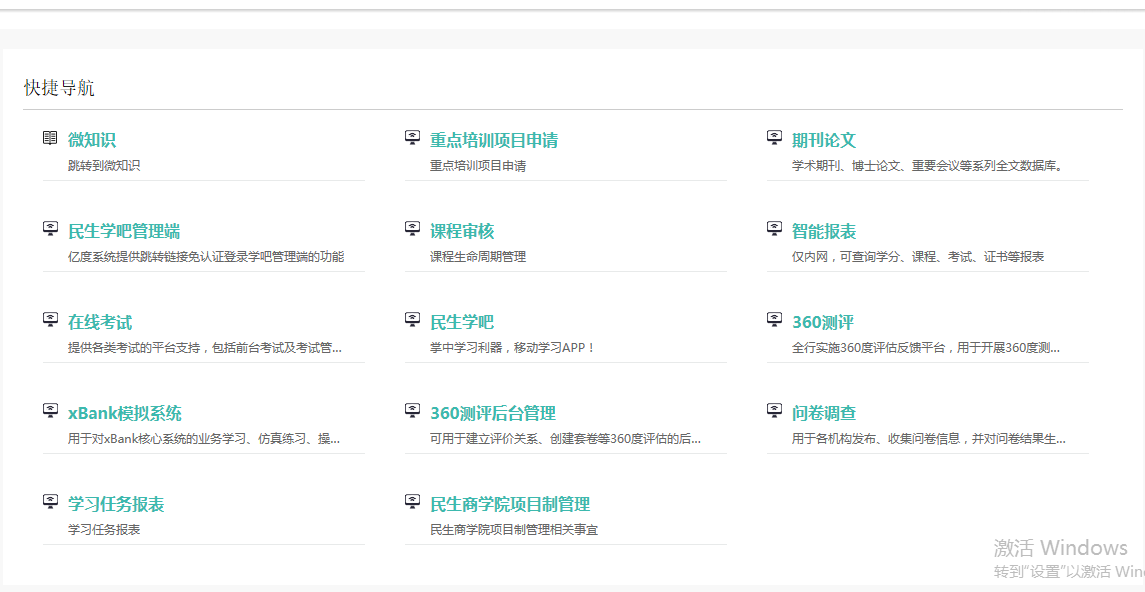 快捷导航
微知识
跳转到微知识
重点培训项目申请
重点培训项目申请
期刊论文
学术期刊、博士论文、重要会议等系列全文数据库。
民生学吧管理端
亿度系统提供跳转链接免认证登录学吧管理端的功能
课程审核
课程生命周期管理
智能报表
仅内网，可查询学分、课程、考试、证书等报表
在线考试
提供各类考试的平台支持，包括前台考试及考试管...
民生学吧
掌中学习利器，移动学习APP！
360测评
全行实施360度评估反馈平台，用于开展360度测...
xBank模拟系统
用于对xBank核心系统的业务学习、仿真练习、操...
360测评后台管理
可用于建立评价关系、创建套卷等360度评估的后...
问卷调查
用于各机构发布、收集问卷信息，并对问卷结果生...
学习任务报表
学习任务报表
民生商学院项目制管理
民生商学院项目制管理相关事宜
激活 Windows
转到"设置"以激活 Win